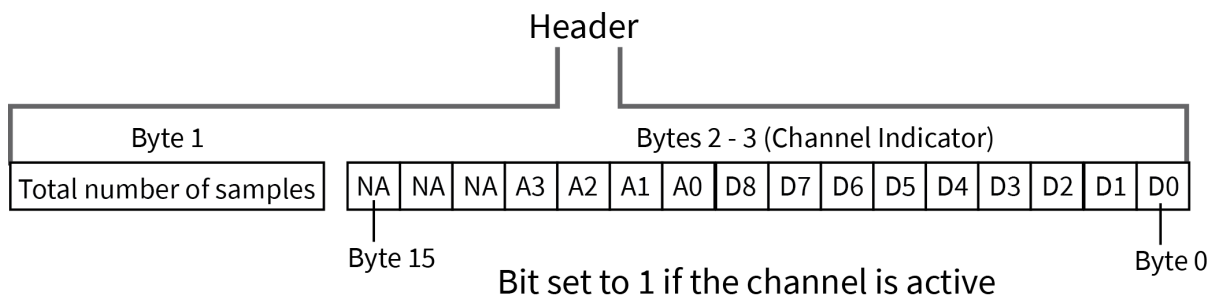 Header
Byte 1
Bytes 2 - 3 (Channel Indicator)
Total number of samples
NA NA NA A3 A2 A1 A0 D8 D7 D6 D5 D4 D3 D2 D1 D0
Byte 15
Byte 0
Bit set to 1 if the channel is active